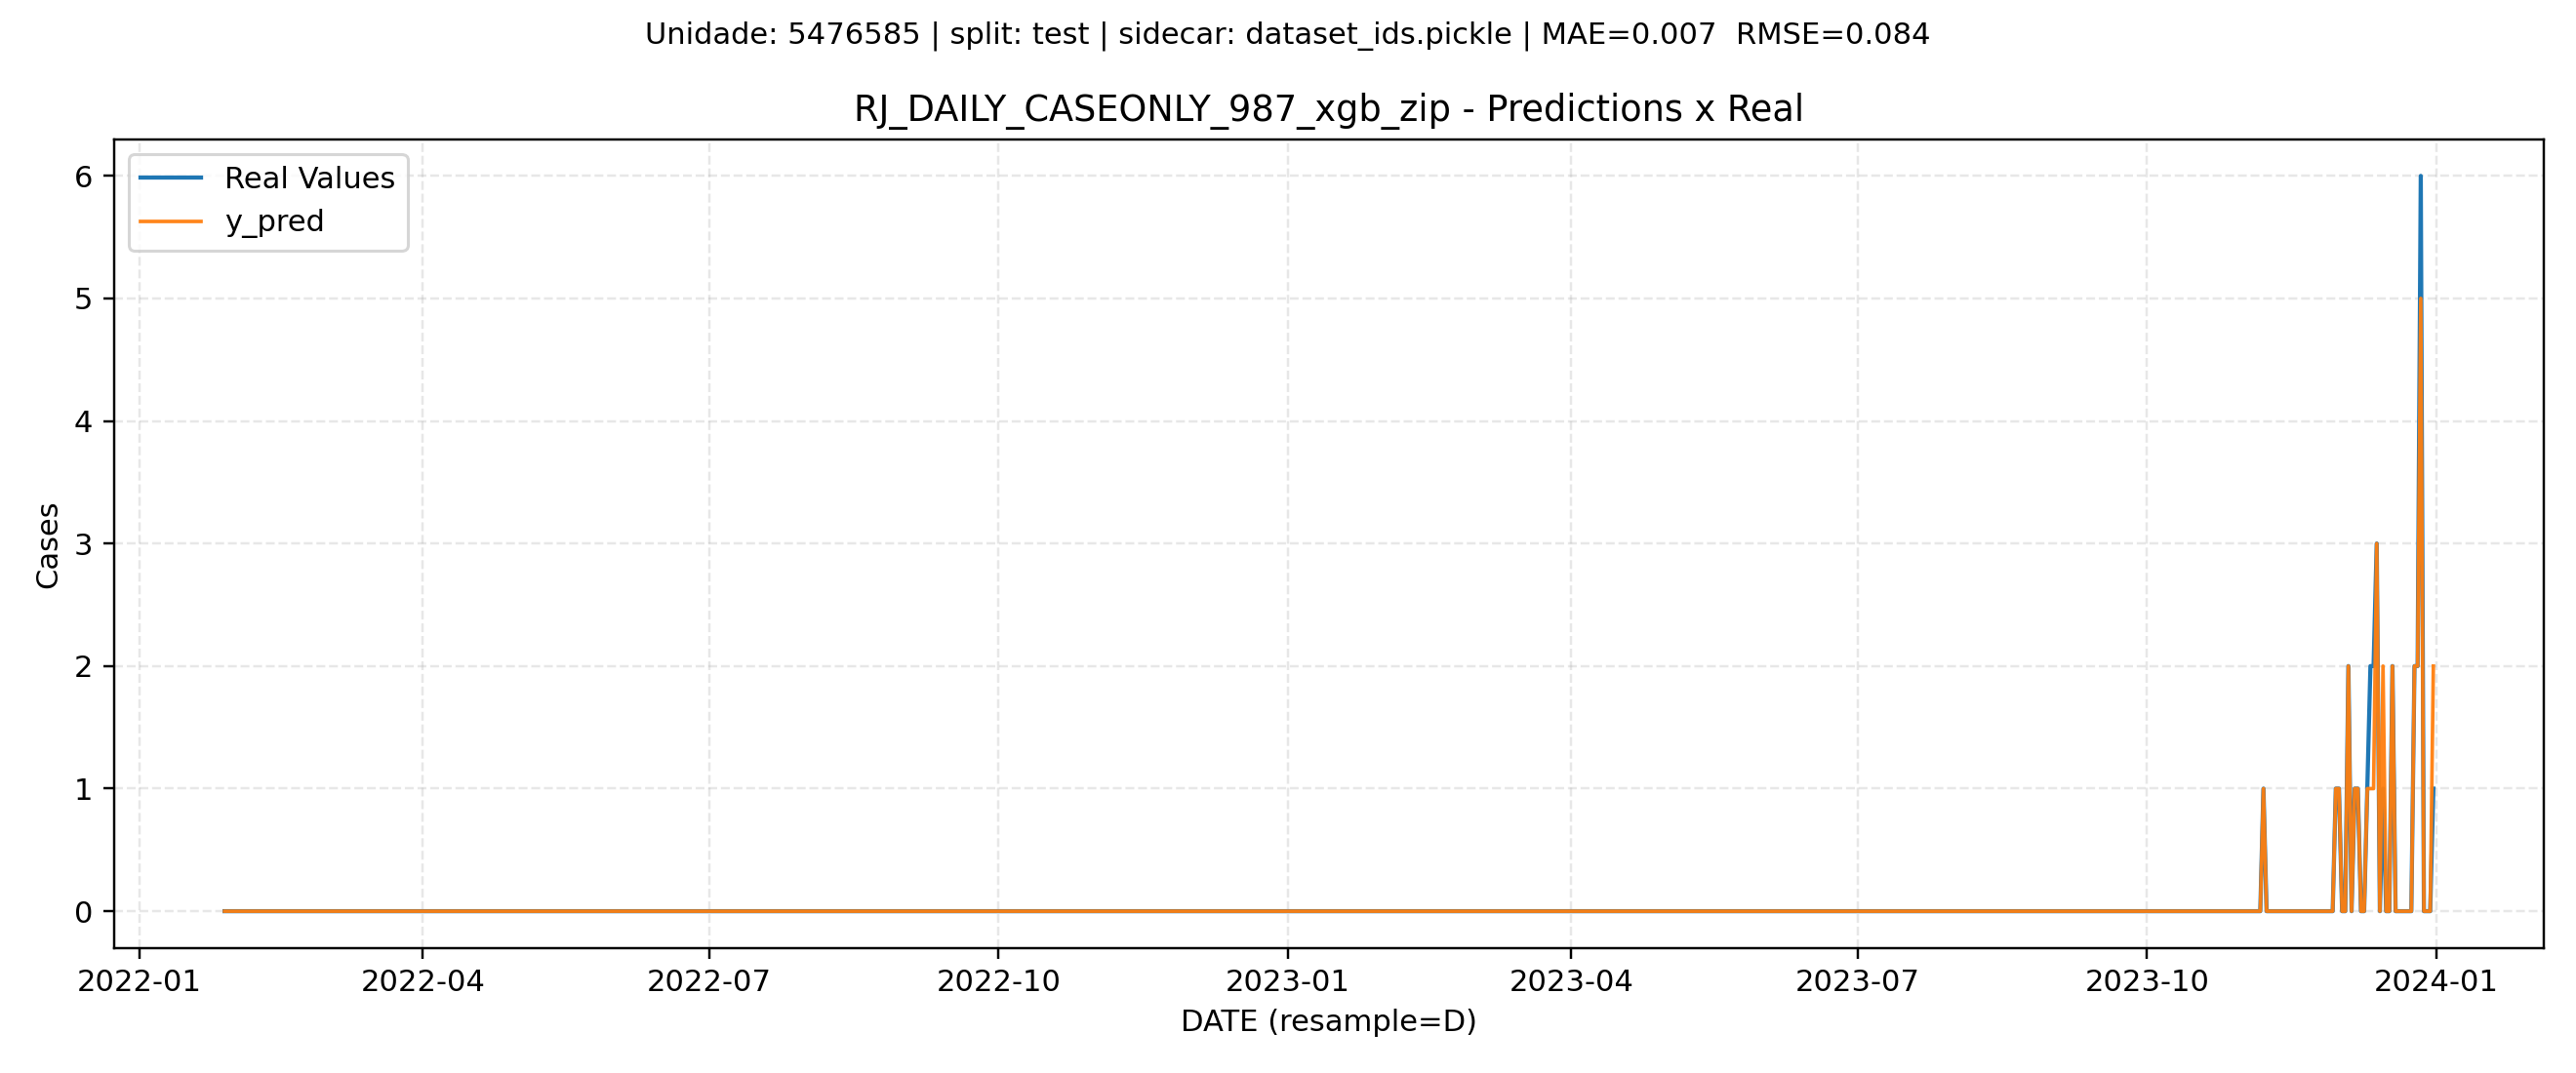 Unidade: 5476585 | split: test | sidecar: dataset_ids.pickle | MAE=0.007  RMSE=0.084
RJ_DAILY_CASEONLY_987_xgb_zip - Predictions x Real
Real Values
y_pred
6
5
4
3
2
1
0
Cases
2022-01 2022-04 2022-07 2022-10 2023-01 2023-04 2023-07 2023-10 2024-01
DATE (resample=D)